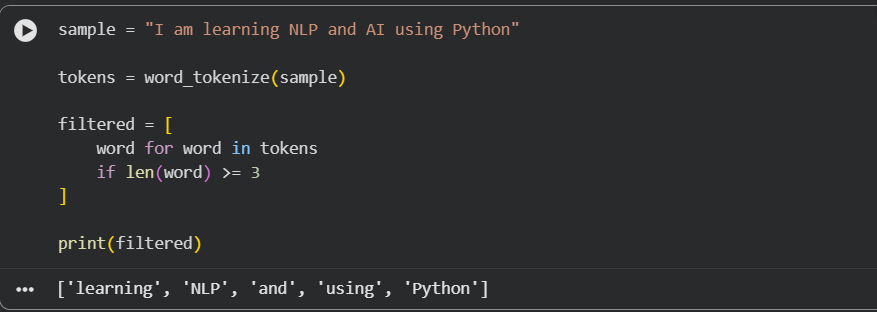 sample = "I am learning NLP and AI using Python"
tokens = word_tokenize(sample)
filtered = [
    word for word in tokens
    if len(word) >= 3
]
print(filtered)
['learning', 'NLP', 'and', 'using', 'Python']